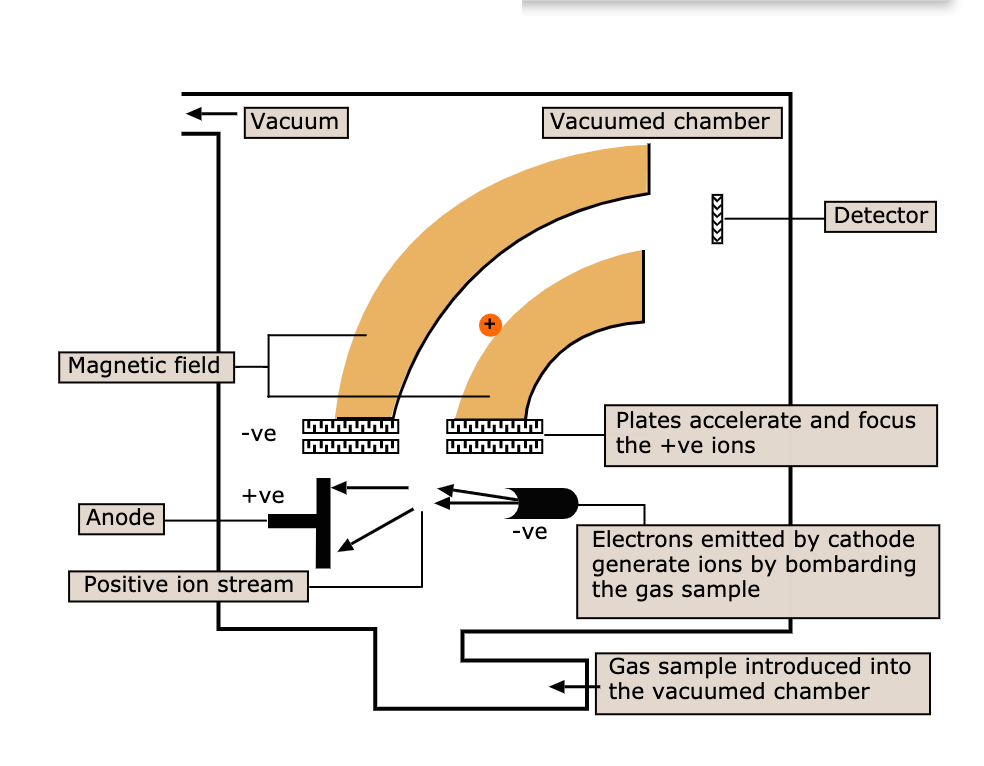 Vacuum
Vacuumed chamber
Detector
+
Magnetic field
Plates accelerate and focus
the +ve ions
-ve
+ve
Anode
-ve
Electrons emitted by cathode
generate ions by bombarding
the gas sample
Positive ion stream
Gas sample introduced into
the vacuumed chamber